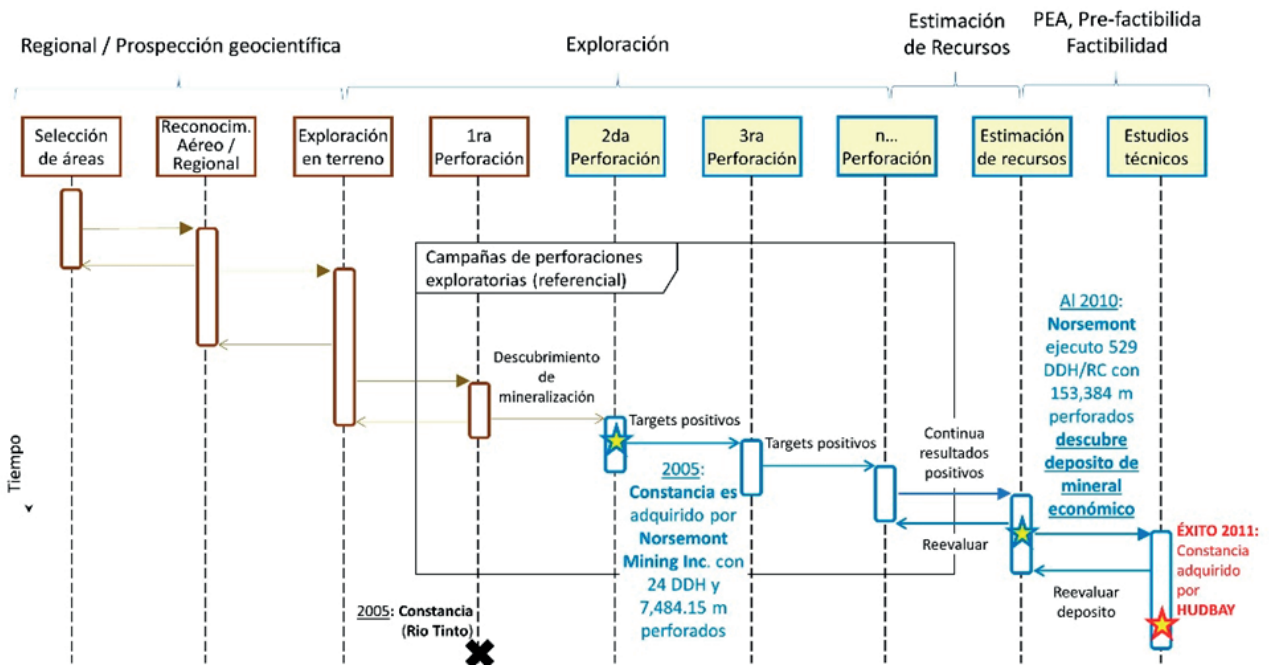 Regional / Prospección geocientífica
Exploración
Estimación
de Recursos
PEA, Pre-factibilida
Factibilidad
Selección
de áreas
Reconocim.
Aéreo /
Regional
Exploración
en terreno
1ra
Perforación
2da
Perforación
3ra
Perforación
n...
Perforación
Estimación
de recursos
Estudios
técnicos
Campañas de perforaciones
exploratorias (referencial)
Descubrimiento
de
mineralización
Targets positivos
Targets positivos
Continua
resultados
positivos
Reevaluar
Al 2010:
Norsemont
ejecuto 529
DDH/RC con
153,384 m
perforados
descubre
deposito de
mineral
económico
2005:
Constancia es
adquirido por
Norsemont
Mining Inc. con
24 DDH y
7,484.15 m
perforados
ÉXITO 2011:
Constancia
adquirido
por
HUDBAY
Reevaluar
deposito
2005: Constancia
(Rio Tinto)
Tiempo